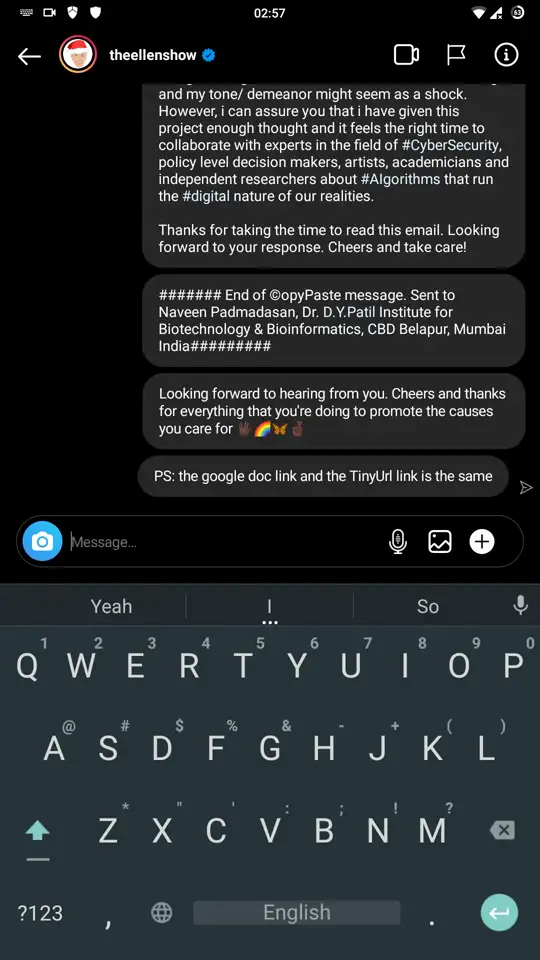 02:57
63
theellenshow
and my tone/ demeanor might seem as a shock.
However, i can assure you that i have given this
project enough thought and it feels the right time to
collaborate with experts in the field of #CyberSecurity,
policy level decision makers, artists, academicians and
independent researchers about #Algorithms that run
the #digital nature of our realities.
Thanks for taking the time to read this email. Looking
forward to your response. Cheers and take care!
####### End of ©opyPaste message. Sent to
Naveen Padmadasan, Dr. D.Y.Patil Institute for
Biotechnology & Bioinformatics, CBD Belapur, Mumbai
India#########
Looking forward to hearing from you. Cheers and thanks
for everything that you're doing to promote the causes
you care for
PS: the google doc link and the TinyUrl link is the same
Message...
Yeah I So
1 2 3 4 5 6 7 8 9 0
Q W E R T Y U I O P
@ # $ % & - + ( )
A S D F G H J K L
* " ' : ; ! ?
Z X C V B N M
?123 , English .